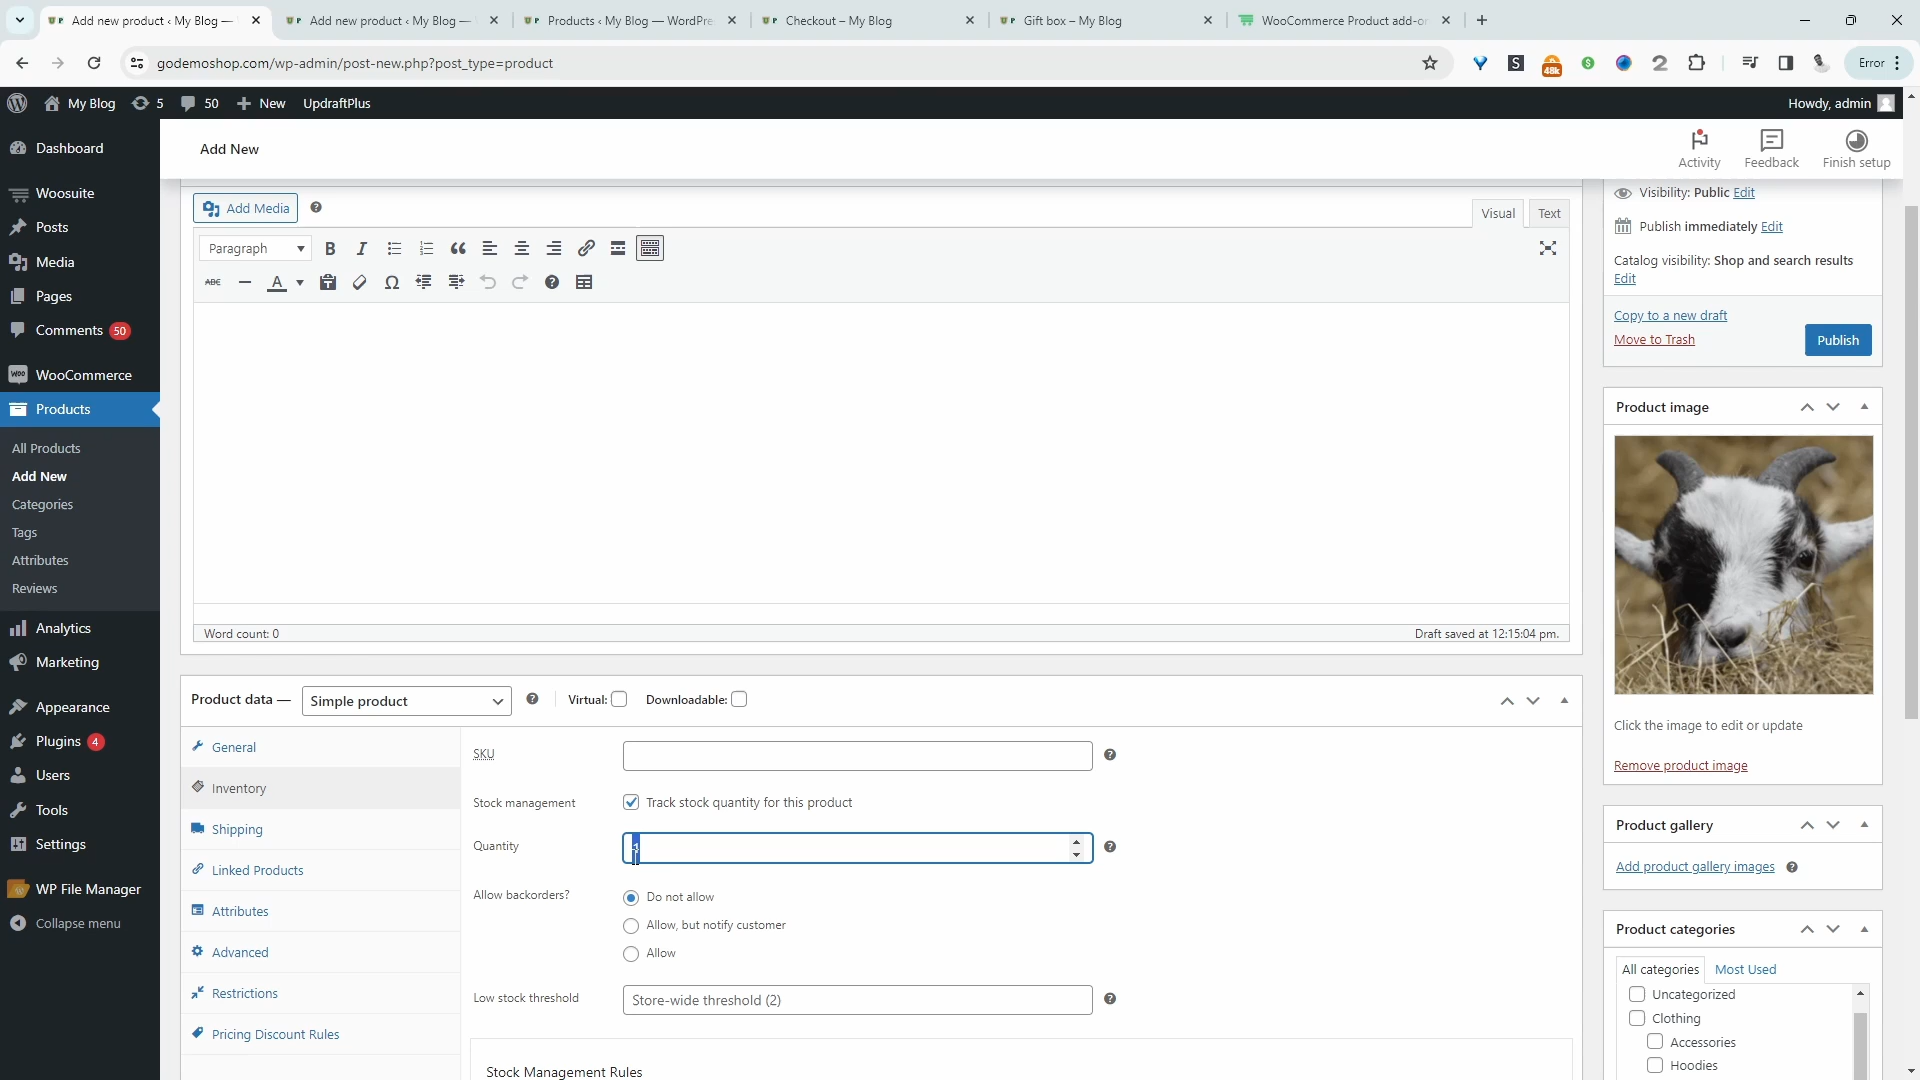 Add new product ‹ My Blog —
Add new product ‹ My Blog —
Products ‹ My Blog — WordPre
Checkout – My Blog
Gift box – My Blog
WooCommerce Product add-o
godemoshop.com/wp-admin/post-new.php?post_type=product
48k
Error
My Blog
5
50
New
UpdraftPlus
Howdy, admin
Add New
Activity
Feedback
Finish setup
Dashboard
Woosuite
Posts
Media
Pages
Comments 50
WooCommerce
Products
All Products
Add New
Categories
Tags
Attributes
Reviews
Analytics
Marketing
Appearance
Plugins 4
Users
Tools
Settings
WP File Manager
Collapse menu
Add Media
Visual
Text
Paragraph
B I
ABC
A
Word count: 0
Draft saved at 12:15:04 pm.
Product data —
Simple product
Virtual:
Downloadable:
General
Inventory
Shipping
Linked Products
Attributes
Advanced
Restrictions
Pricing Discount Rules
SKU
Stock management
Track stock quantity for this product
Quantity
Allow backorders?
Do not allow
Allow, but notify customer
Allow
Low stock threshold
Store-wide threshold (2)
Stock Management Rules
Visibility: Public Edit
Publish immediately Edit
Catalog visibility: Shop and search results
Edit
Copy to a new draft
Move to Trash
Publish
Product image
Click the image to edit or update
Remove product image
Product gallery
Add product gallery images
Product categories
All categories
Most Used
Uncategorized
Clothing
Accessories
Hoodies